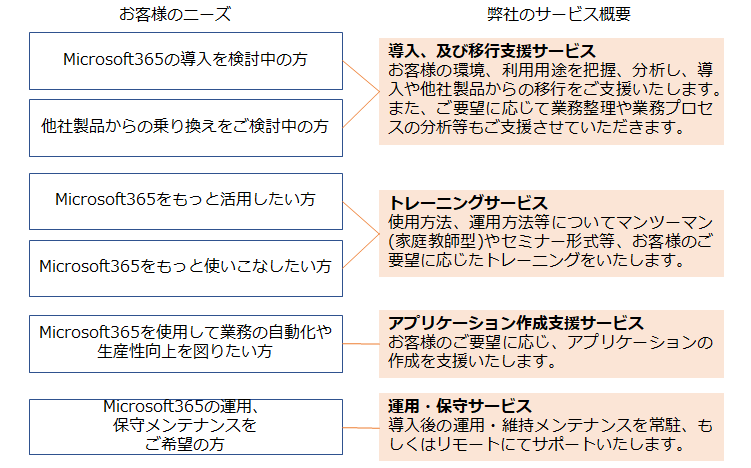 お客様のニーズ
弊社のサービス概要
Microsoft365の導入を検討中の方
他社製品からの乗り換えをご検討中の方
導入、及び移行支援サービス
お客様の環境、利用用途を把握、分析し、導
入や他社製品からの移行をご支援いたします。
また、ご要望に応じて業務整理や業務プロセ
スの分析等もご支援させていただきます。
Microsoft365をもっと活用したい方
Microsoft365をもっと使いこなしたい方
トレーニングサービス
使用方法、運用方法等についてマンツーマン
(家庭教師型)やセミナー形式等、お客様のご
要望に応じたトレーニングをいたします。
Microsoft365を使用して業務の自動化や
生産性向上を図りたい方
アプリケーション作成支援サービス
お客様のご要望に応じ、アプリケーションの
作成を支援いたします。
Microsoft365の運用、
保守メンテナンスを
ご希望の方
運用・保守サービス
導入後の運用・維持メンテナンスを常駐、も
しくはリモートにてサポートいたします。